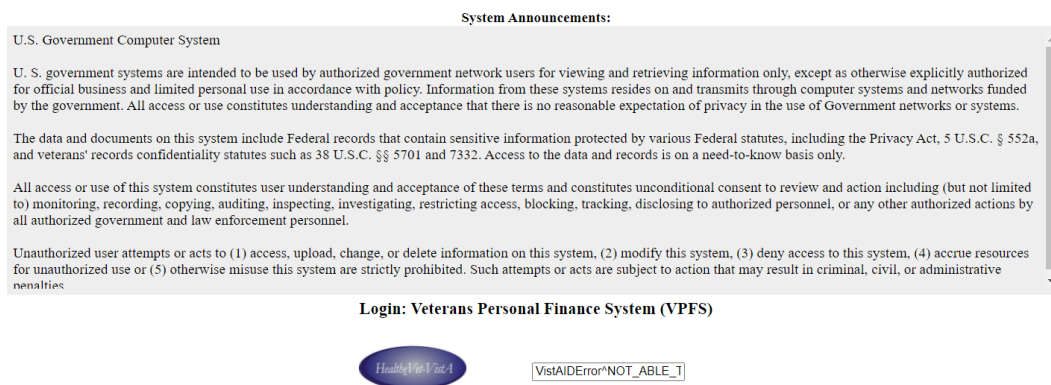 System Announcements:
U.S. Government Computer System
U. S. government systems are intended to be used by authorized government network users for viewing and retrieving information only, except as otherwise explicitly authorized
for official business and limited personal use in accordance with policy. Information from these systems resides on and transmits through computer systems and networks funded
by the government. All access or use constitutes understanding and acceptance that there is no reasonable expectation of privacy in the use of Government networks or systems.
The data and documents on this system include Federal records that contain sensitive information protected by various Federal statutes, including the Privacy Act, 5 U.S.C. § 552a,
and veterans' records confidentiality statutes such as 38 U.S.C. §§ 5701 and 7332. Access to the data and records is on a need-to-know basis only.
All access or use of this system constitutes user understanding and acceptance of these terms and constitutes unconditional consent to review and action including (but not limited
to) monitoring, recording, copying, auditing, inspecting, investigating, restricting access, blocking, tracking, disclosing to authorized personnel, or any other authorized actions by
all authorized government and law enforcement personnel.
Unauthorized user attempts or acts to (1) access, upload, change, or delete information on this system, (2) modify this system, (3) deny access to this system, (4) accrue resources
for unauthorized use or (5) otherwise misuse this system are strictly prohibited. Such attempts or acts are subject to action that may result in criminal, civil, or administrative
penalties
Login: Veterans Personal Finance System (VPFS)
HealtheVet-VistA
VistAIDError^NOT_ABLE_T